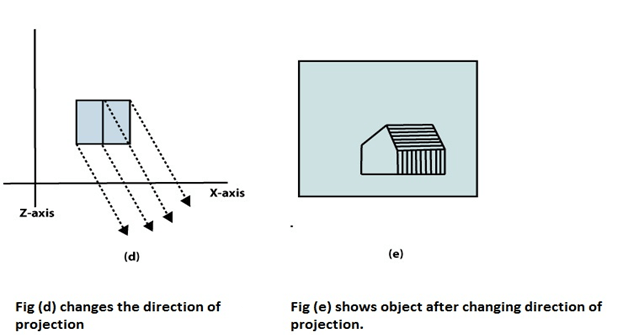 X-axis
Z-axis
(d)
(e)
Fig (d) changes the direction of
projection
Fig (e) shows object after changing direction of
projection.